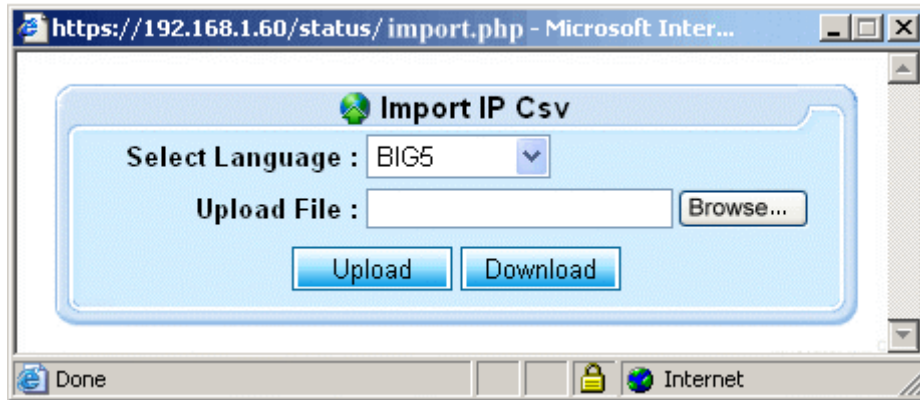 https://192.168.1.60/status/ import.php - Microsoft Inter...
Import IP Csv
Select Language : BIG5
Upload File : Browse...
Upload Download
Done Internet